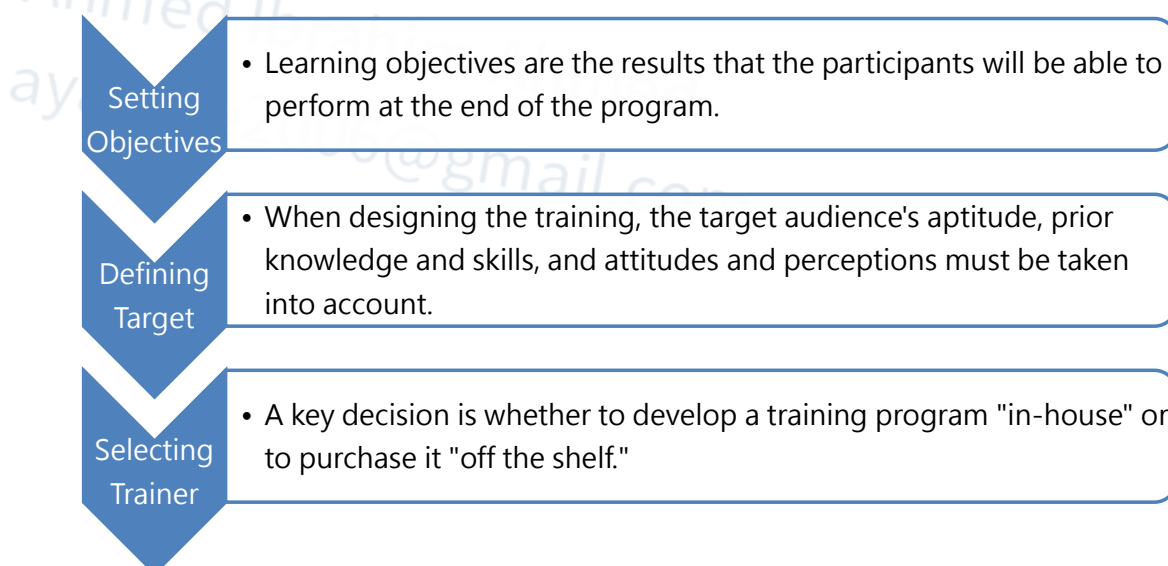 Setting
Objectives
• Learning objectives are the results that the participants will be able to
perform at the end of the program.
Defining
Target
• When designing the training, the target audience's aptitude, prior
knowledge and skills, and attitudes and perceptions must be taken
into account.
Selecting
Trainer
• A key decision is whether to develop a training program "in-house" or
to purchase it "off the shelf."